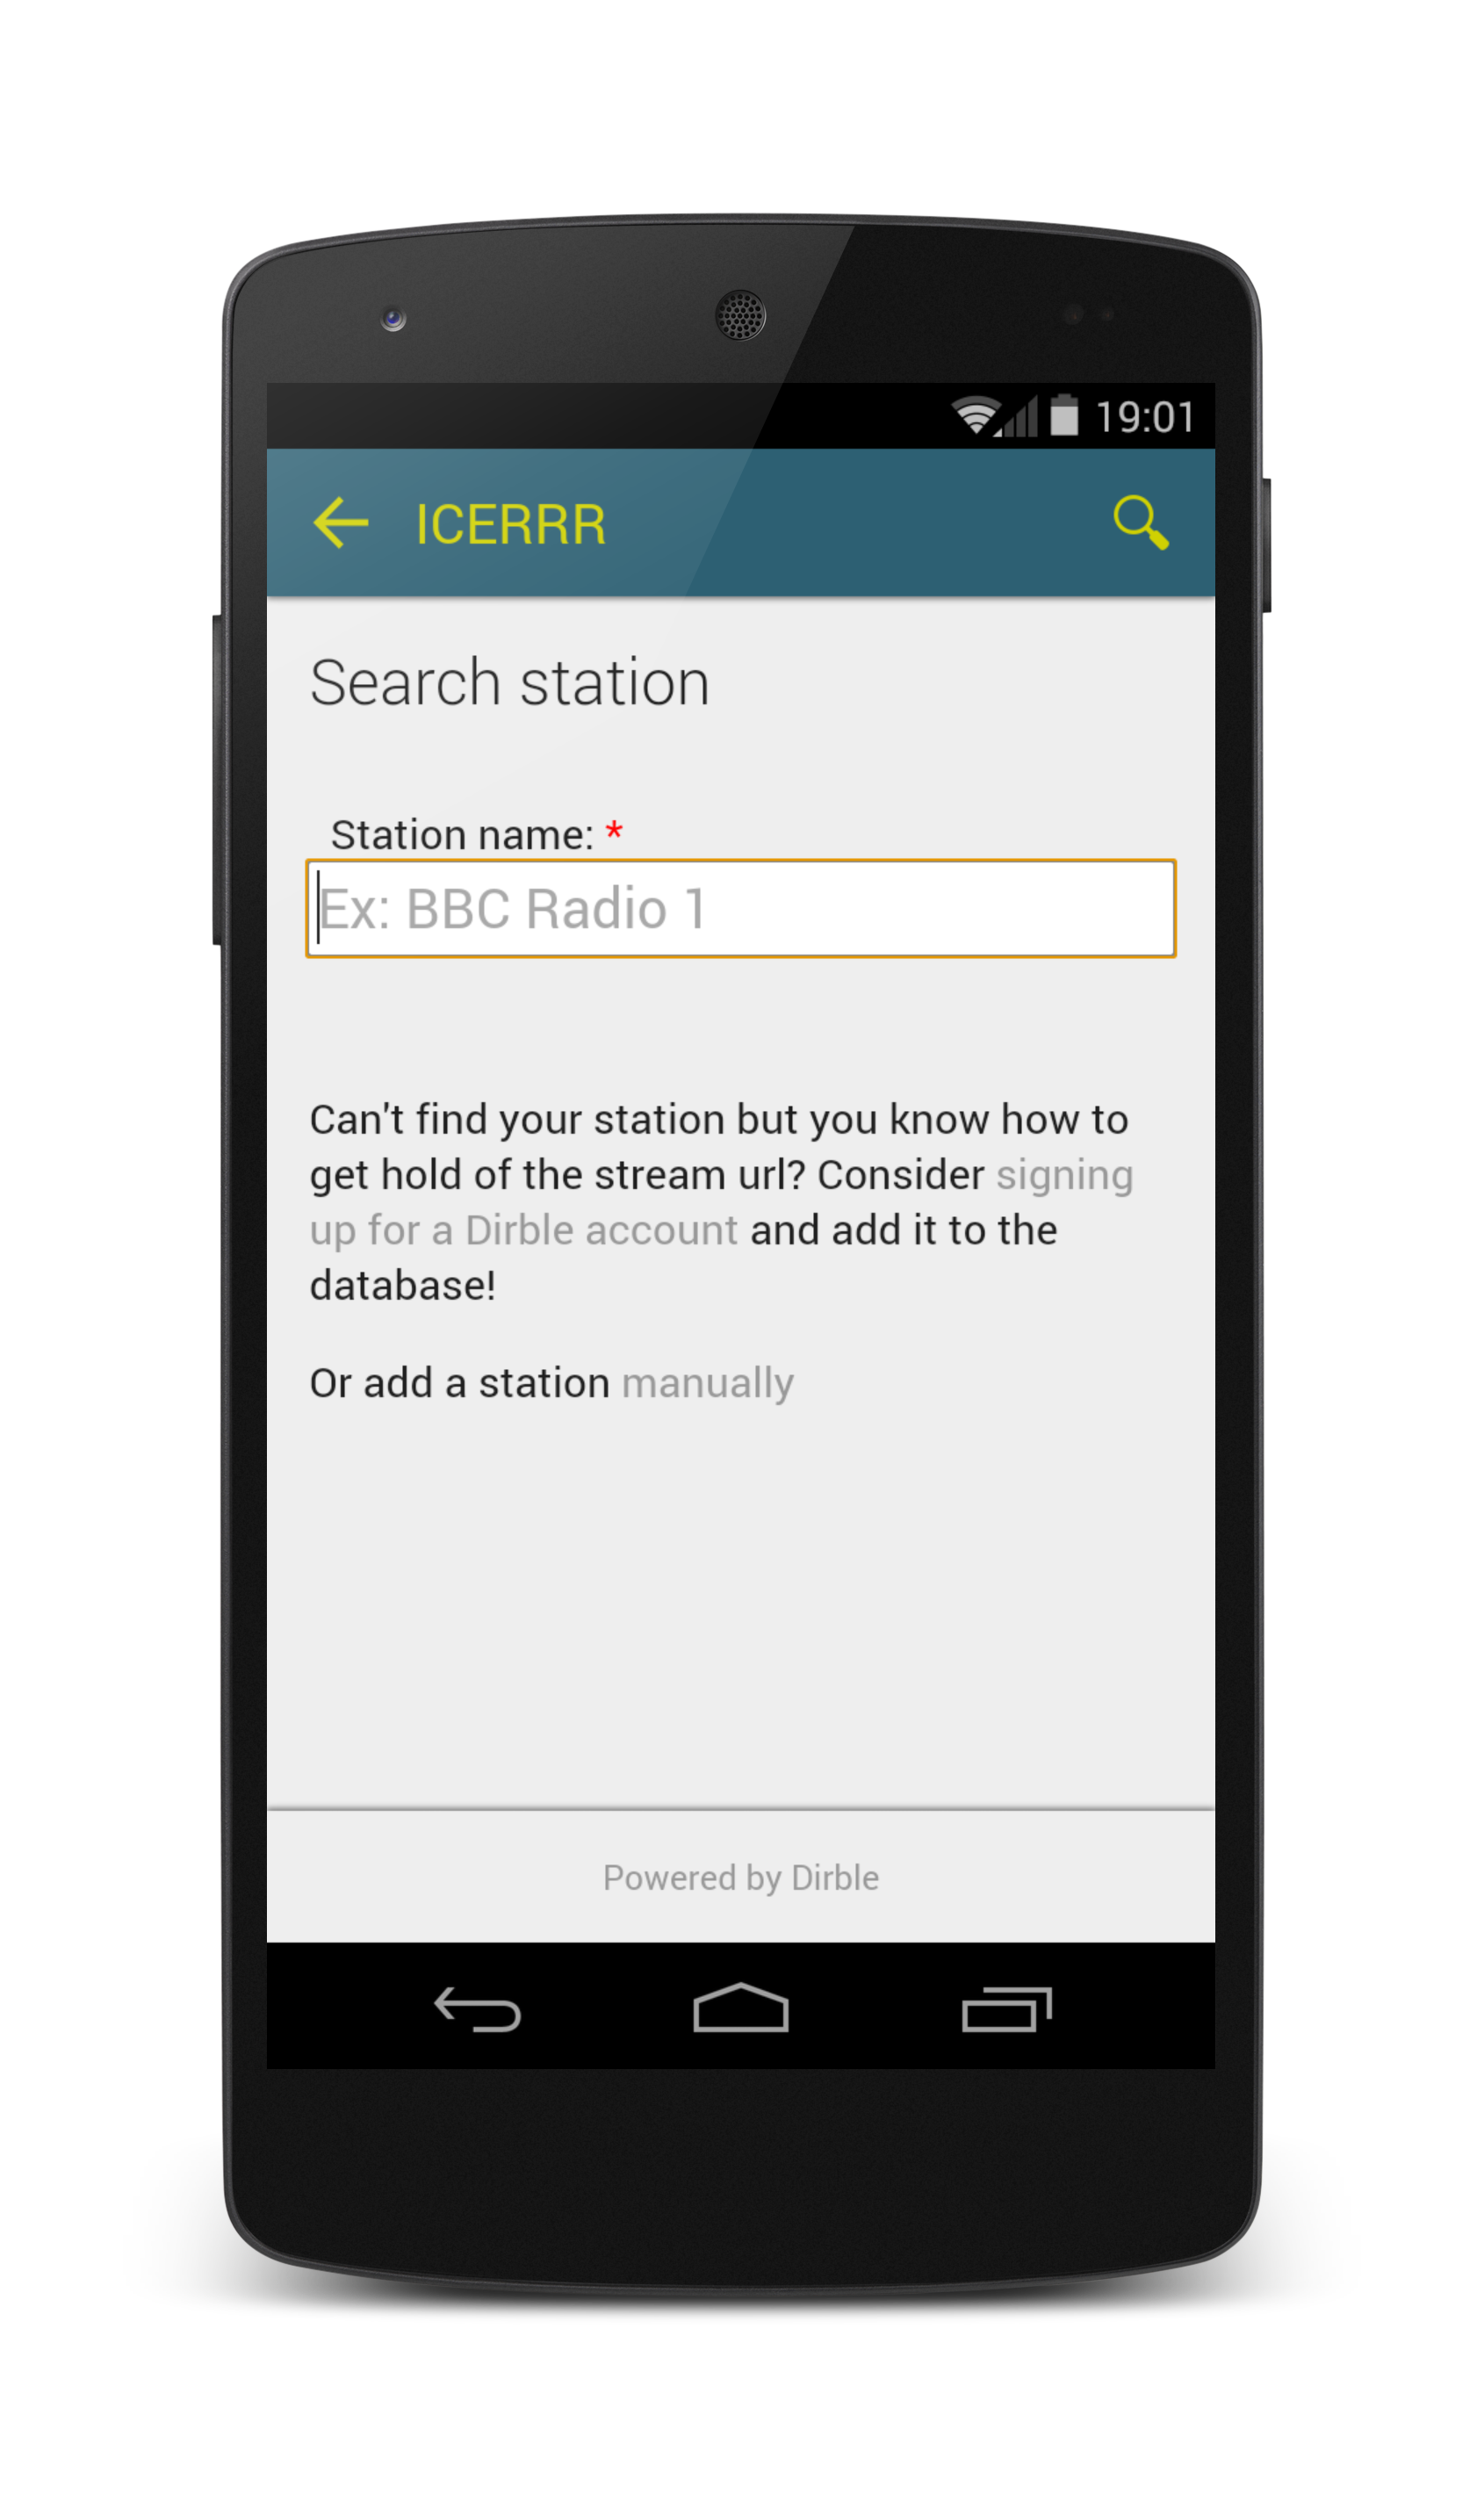 19:01
ICERRR
Search station
Station name: *
Ex: BBC Radio 1
Can't find your station but you know how to
get hold of the stream url? Consider signing
up for a Dirble account and add it to the
database!
Or add a station manually
Powered by Dirble